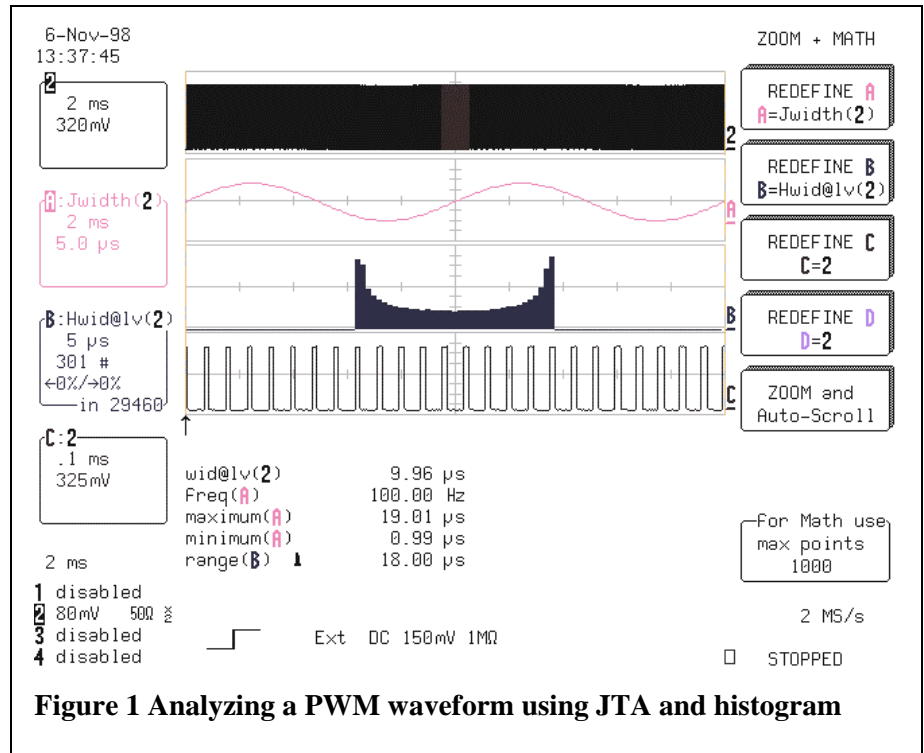 6-Nov-98
13:37:45
ZOOM + MATH
2
2 ms
320mV
A:Jwidth(2)
2 ms
5.0 µs
B:Hwid@lv(2)
5 µs
301 #
←0%/→0%
in 29460
C:2
.1 ms
325mV
2
A
B
C
REDEFINE A
A=Jwidth(2)
REDEFINE B
B=Hwid@lv(2)
REDEFINE C
C=2
REDEFINE D
D=2
ZOOM and
Auto-Scroll
wid@lv(2) 9.96 µs
Freq(A) 100.00 Hz
maximum(A) 19.01 µs
minimum(A) 0.99 µs
range(B) 18.00 µs
For Math use
max points
1000
2 ms
1 disabled
2 80mV 50Ω
3 disabled
4 disabled
Ext DC 150mV 1MΩ
2 MS/s
STOPPED
Figure 1 Analyzing a PWM waveform using JTA and histogram